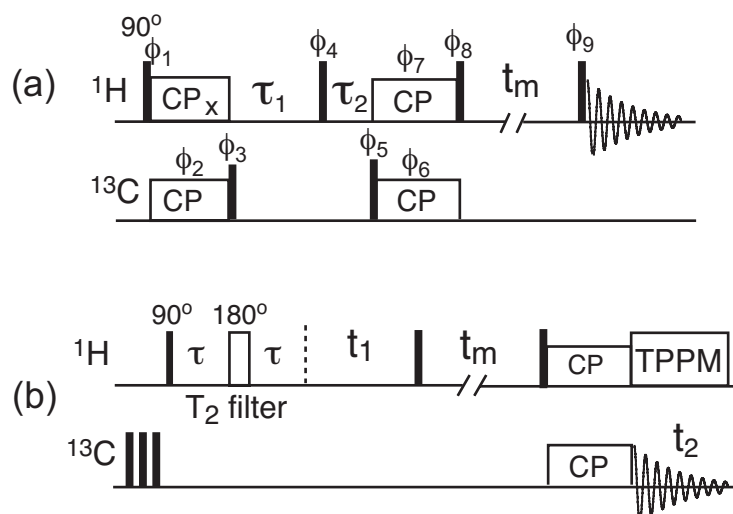 90°
ϕ₁ ϕ₄ ϕ₇ ϕ₈ ϕ₉
(a) ¹H CPₓ τ₁ τ₂ CP tₘ
ϕ₂ ϕ₃ ϕ₅ ϕ₆
¹³C CP CP
90° 180°
¹H τ τ t₁ tₘ CP TPPM
T₂ filter
(b)
¹³C CP t₂